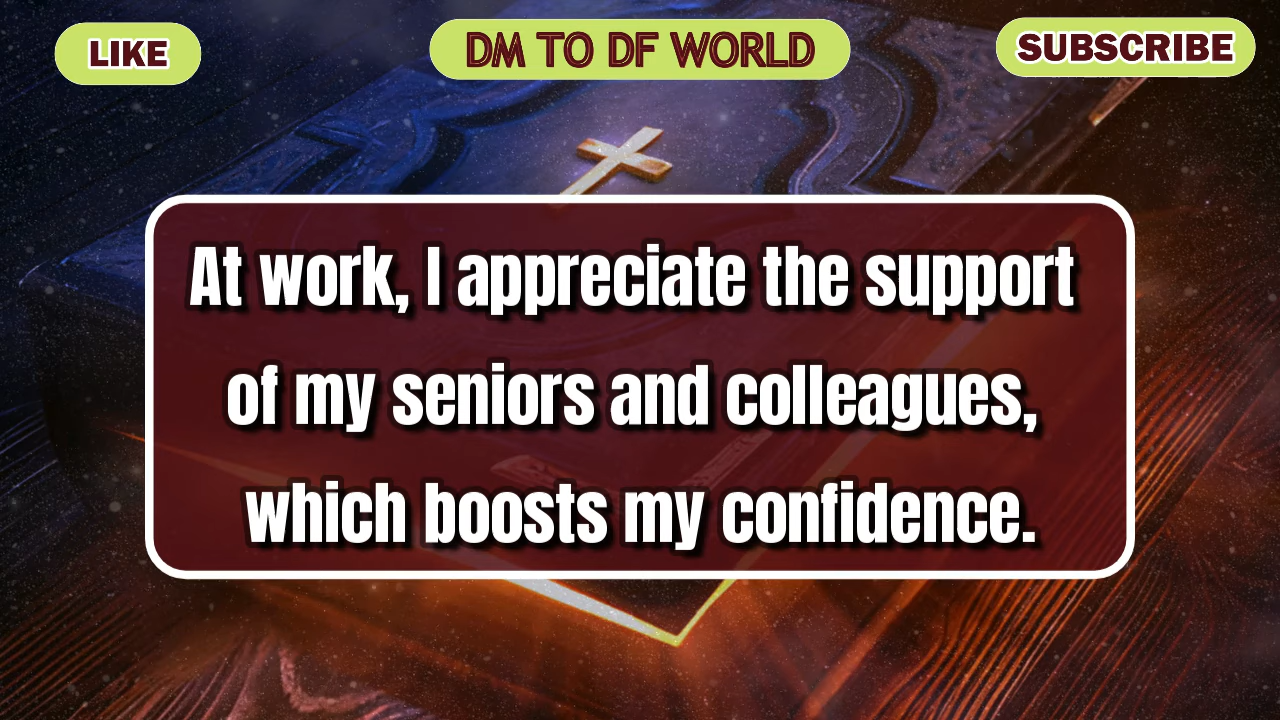 LIKE
DM TO DF WORLD
SUBSCRIBE
At work, I appreciate the support
of my seniors and colleagues,
which boosts my confidence.